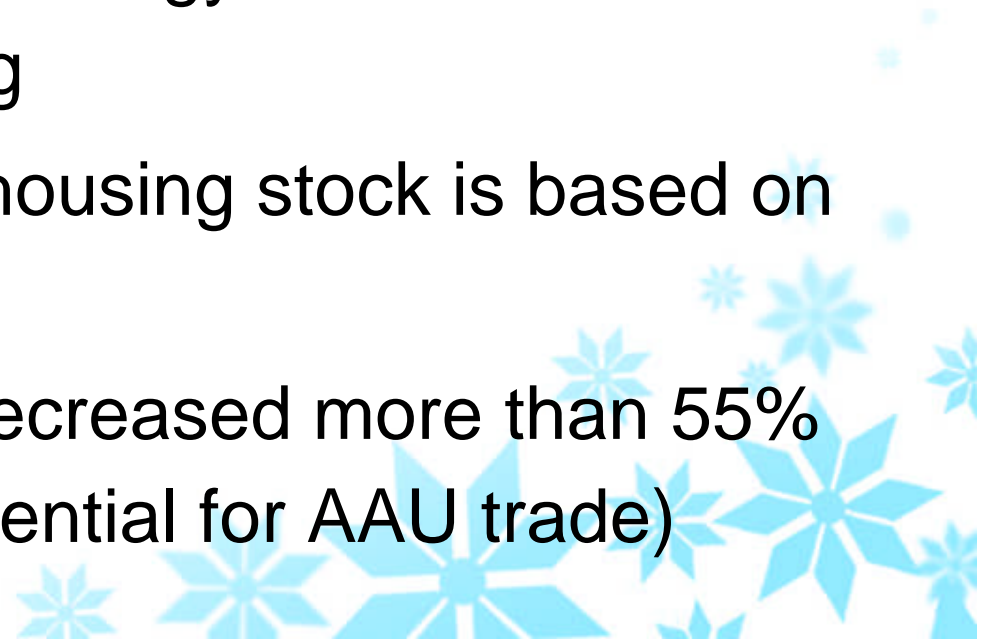 g
housing stock is based on
ecreased more than 55%
ential for AAU trade)